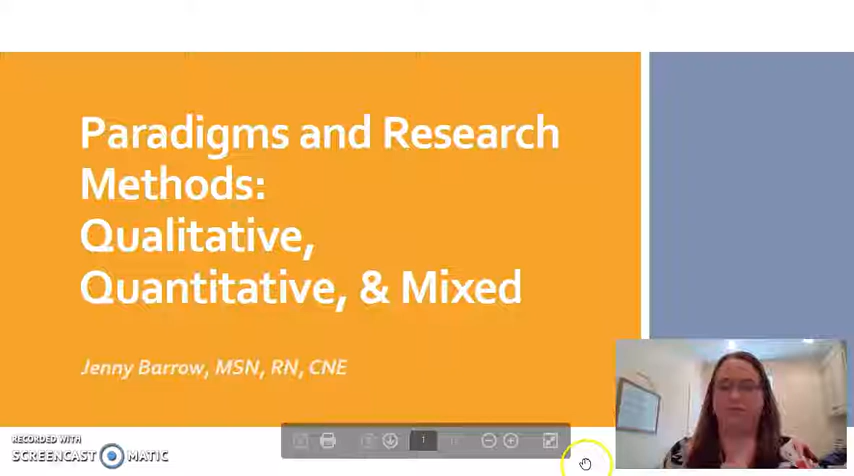 Paradigms and Research
Methods:
Qualitative,
Quantitative, & Mixed
Jenny Barrow, MSN, RN, CNE
1
RECORDED WITH
SCREENCAST MATIC